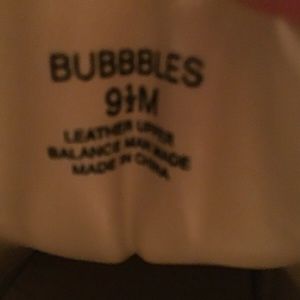 BUBBBLES
9½M
LEATHER UPPER
BALANCE MAN MADE
MADE IN CHINA